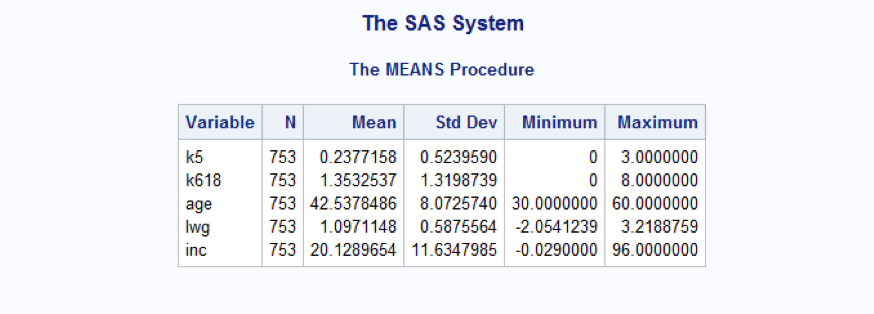 The SAS System
The MEANS Procedure
Variable N Mean Std Dev Minimum Maximum
k5 753 0.2377158 0.5239590 0 3.0000000
k618 753 1.3532537 1.3198739 0 8.0000000
age 753 42.5378486 8.0725740 30.0000000 60.0000000
lwg 753 1.0971148 0.5875564 -2.0541239 3.2188759
inc 753 20.1289654 11.6347985 -0.0290000 96.0000000